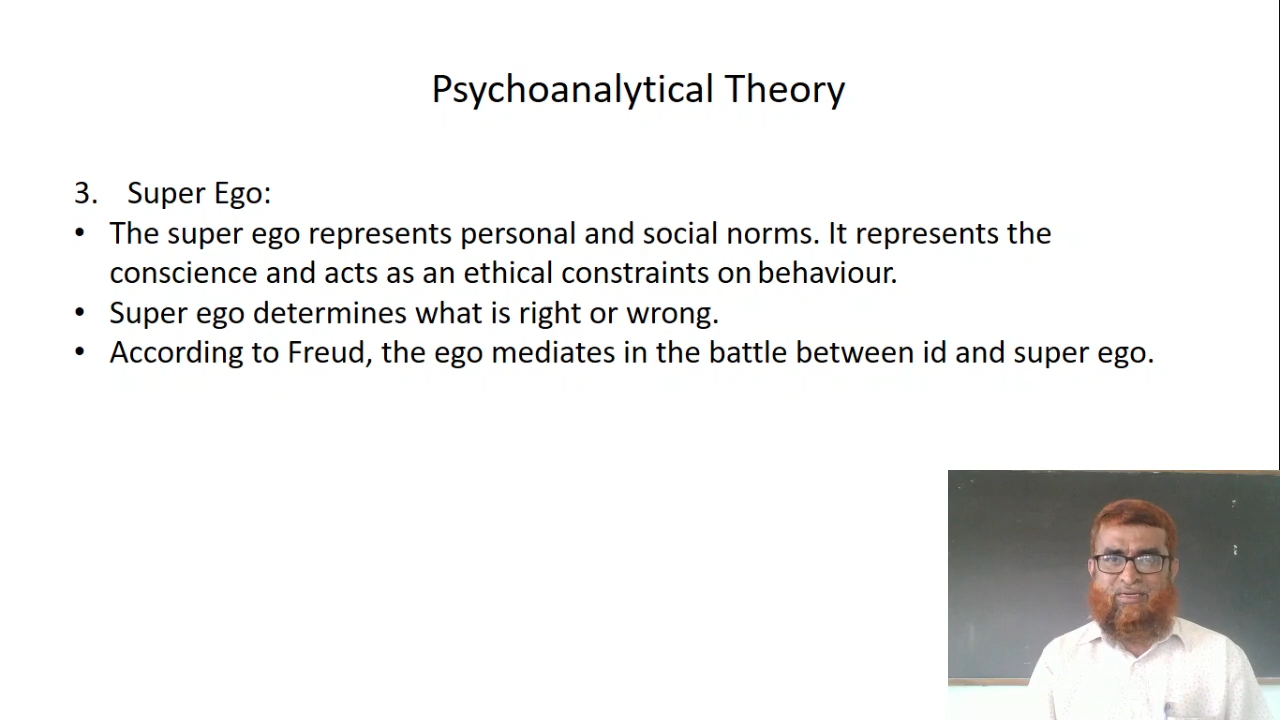 Psychoanalytical Theory
3. Super Ego:
• The super ego represents personal and social norms. It represents the
conscience and acts as an ethical constraints on behaviour.
• Super ego determines what is right or wrong.
• According to Freud, the ego mediates in the battle between id and super ego.